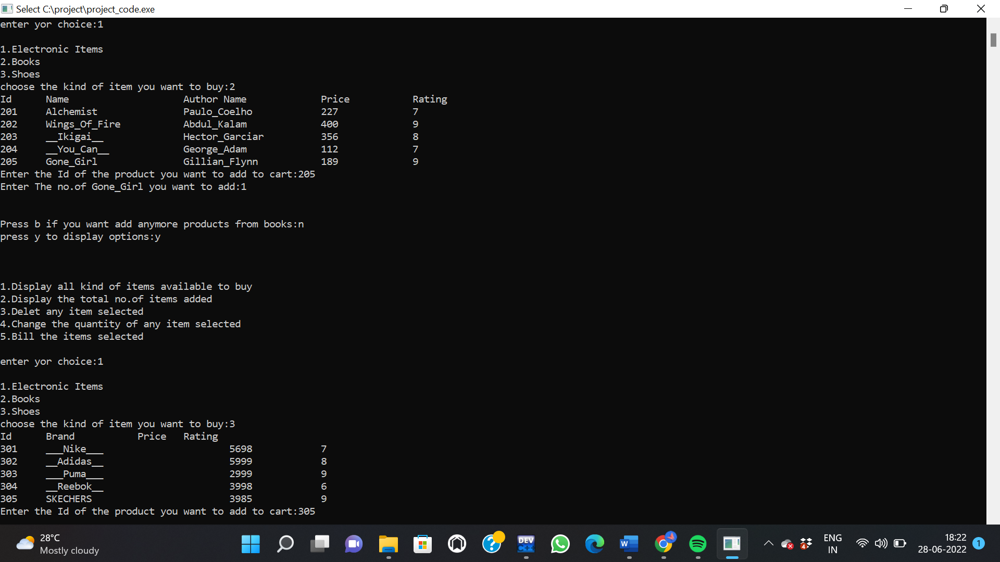 Select C:\project\project_code.exe
enter yor choice:1
1.Electronic Items
2.Books
3.Shoes
choose the kind of item you want to buy:2
Id Name Author Name Price Rating
201 Alchemist Paulo_Coelho 227 7
202 Wings_Of_Fire Abdul_Kalam 400 9
203 __Ikigai__ Hector_Garciar 356 8
204 __You_Can__ George_Adam 112 7
205 Gone_Girl Gillian_Flynn 189 9
Enter the Id of the product you want to add to cart:205
Enter The no.of Gone_Girl you want to add:1
Press b if you want add anymore products from books:n
press y to display options:y
1.Display all kind of items available to buy
2.Display the total no.of items added
3.Delet any item selected
4.Change the quantity of any item selected
5.Bill the items selected
enter yor choice:1
1.Electronic Items
2.Books
3.Shoes
choose the kind of item you want to buy:3
Id Brand Price Rating
301 ___Nike___ 5698 7
302 __Adidas__ 5999 8
303 ___Puma___ 2999 9
304 __Reebok__ 3998 6
305 SKECHERS 3985 9
Enter the Id of the product you want to add to cart:305
28°C
Mostly cloudy
DEV
C++
W
4
ENG
IN
18:22
28-06-2022
1